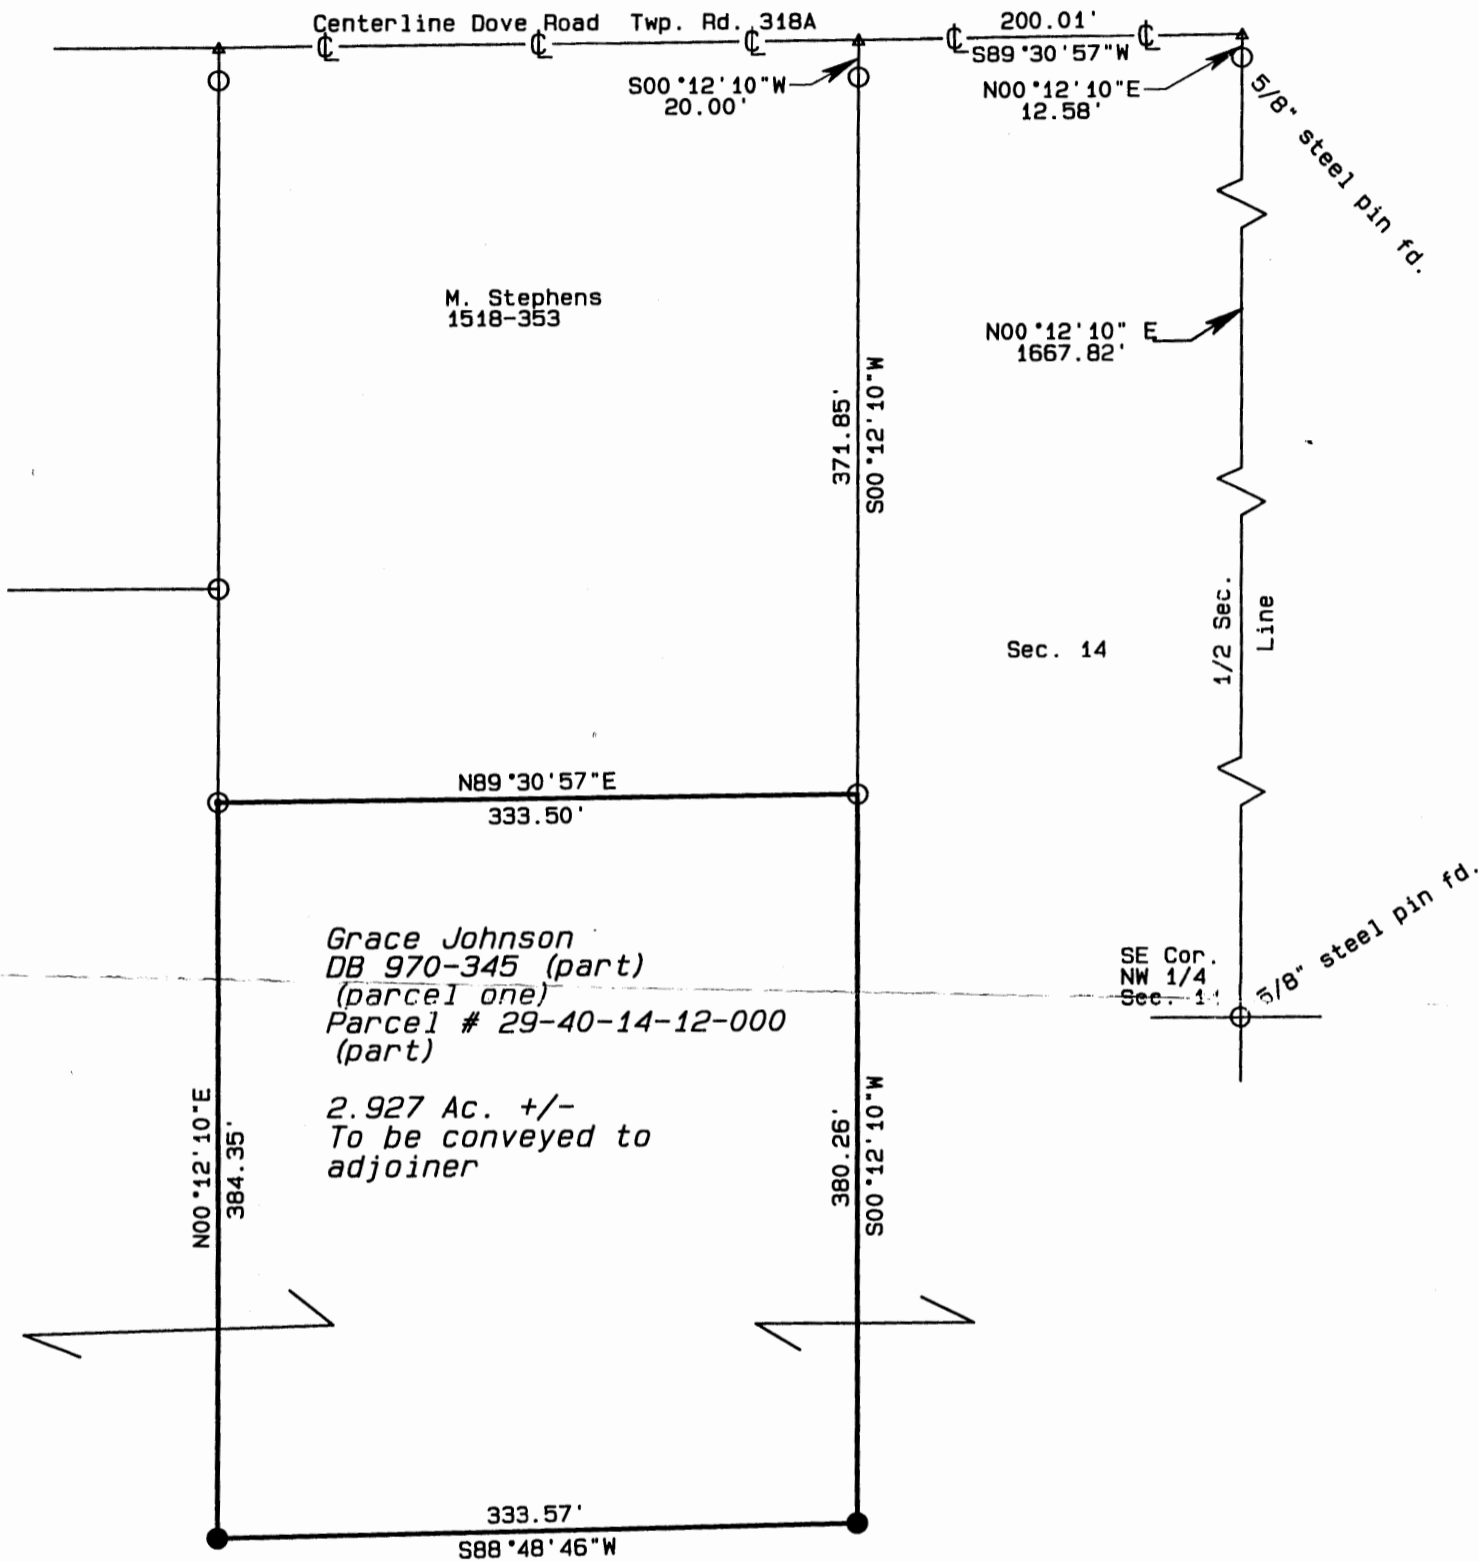 Centerline Dove Road Twp. Rd. 318A
200.01'
S89°30'57"W
S00°12'10"W
20.00'
N00°12'10"E
12.58'
5/8" steel pin fd.
M. Stephens
1518-353
N00°12'10" E
1667.82'
371.85'
S00°12'10"W
Sec. 14
1/2 Sec.
Line
N89°30'57"E
333.50'
Grace Johnson
DB 970-345 (part)
(parcel one)
Parcel # 29-40-14-12-000
(part)
2.927 Ac. +/-
To be conveyed to
adjoiner
SE Cor.
NW 1/4
Sec.
5/8" steel pin fd.
N00°12'10"E
384.35'
380.26'
S00°12'10"W
333.57'
S88°48'46"W